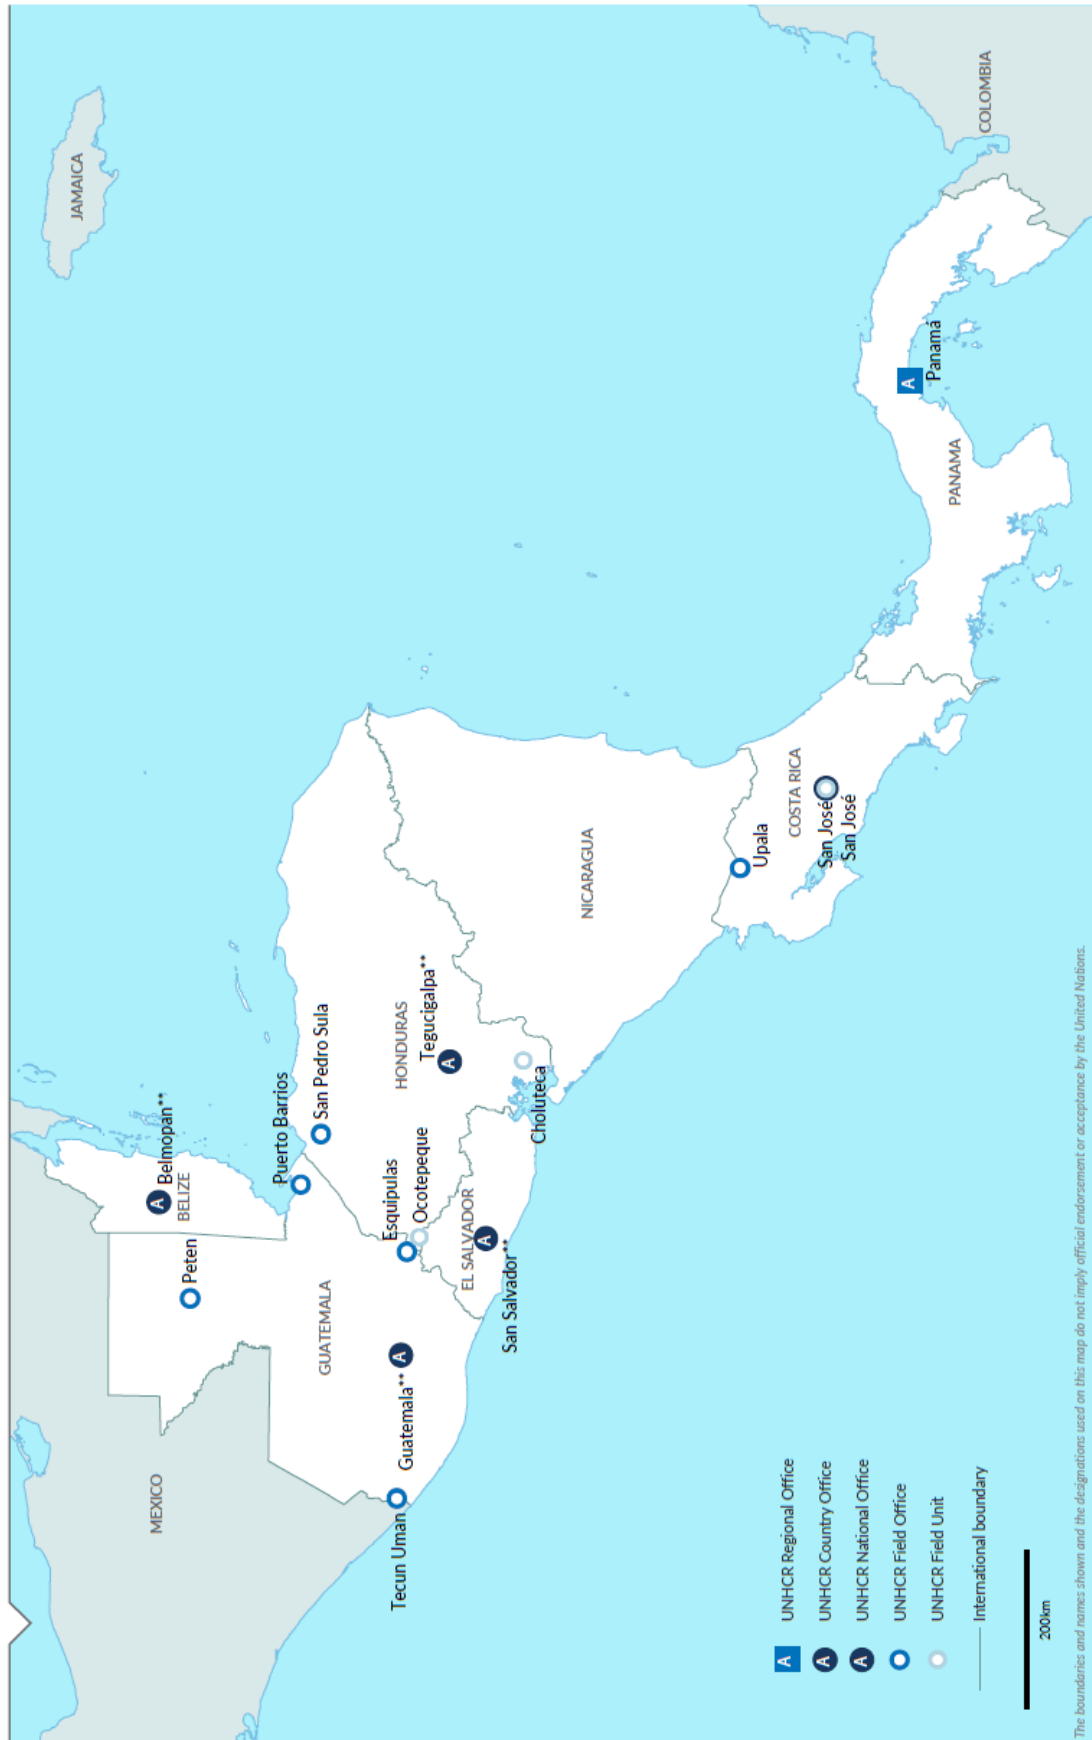 JAMAICA
MEXICO
Belmopan**
BELIZE
Peten
Puerto Barrios
San Pedro Sula
GUATEMALA
Esquipulas
Ocotepeque
HONDURAS
Tegucigalpa**
Tecun Uman
Guatemala**
EL SALVADOR
San Salvador**
Choluteca
NICARAGUA
Upala
COSTA RICA
San José
San José
PANAMA
Panamá
COLOMBIA
A
A
A
A
A
A UNHCR Regional Office
A UNHCR Country Office
A UNHCR National Office
UNHCR Field Office
UNHCR Field Unit
International boundary
200km
The boundaries and names shown and the designations used on this map do not imply official endorsement or acceptance by the United Nations.